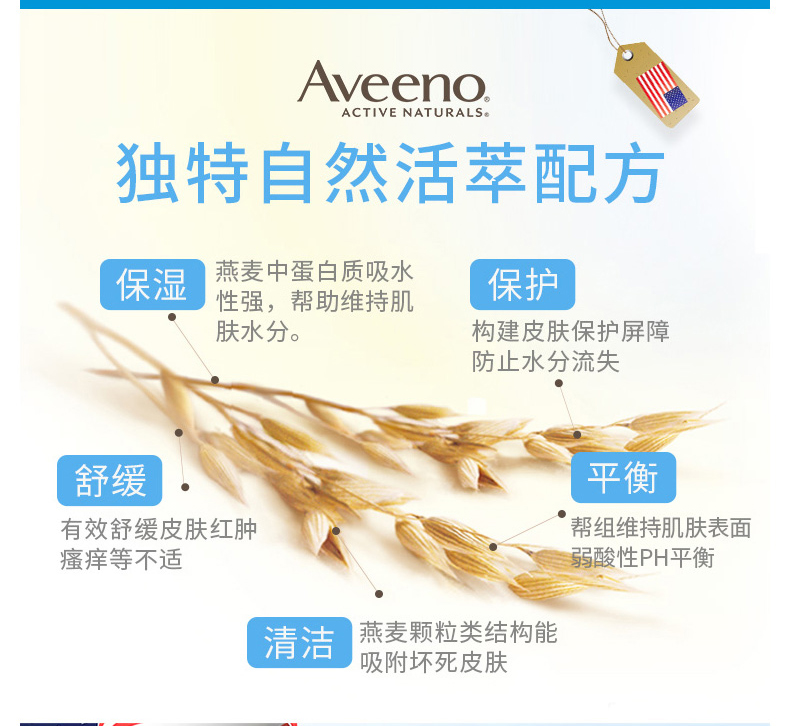 Aveeno®
ACTIVE NATURALS®
独特自然活萃配方
保湿
燕麦中蛋白质吸水
性强，帮助维持肌
肤水分。
保护
构建皮肤保护屏障
防止水分流失
舒缓
有效舒缓皮肤红肿
瘙痒等不适
平衡
帮组维持肌肤表面
弱酸性PH平衡
清洁
燕麦颗粒类结构能
吸附坏死皮肤